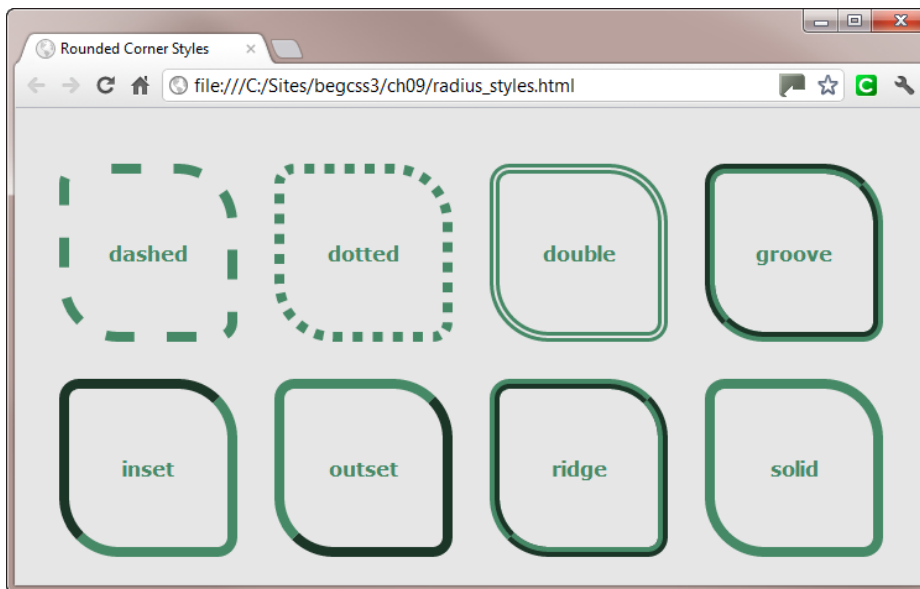 Rounded Corner Styles
file:///C:/Sites/begcss3/ch09/radius_styles.html
C
dashed
dotted
double
groove
inset
outset
ridge
solid